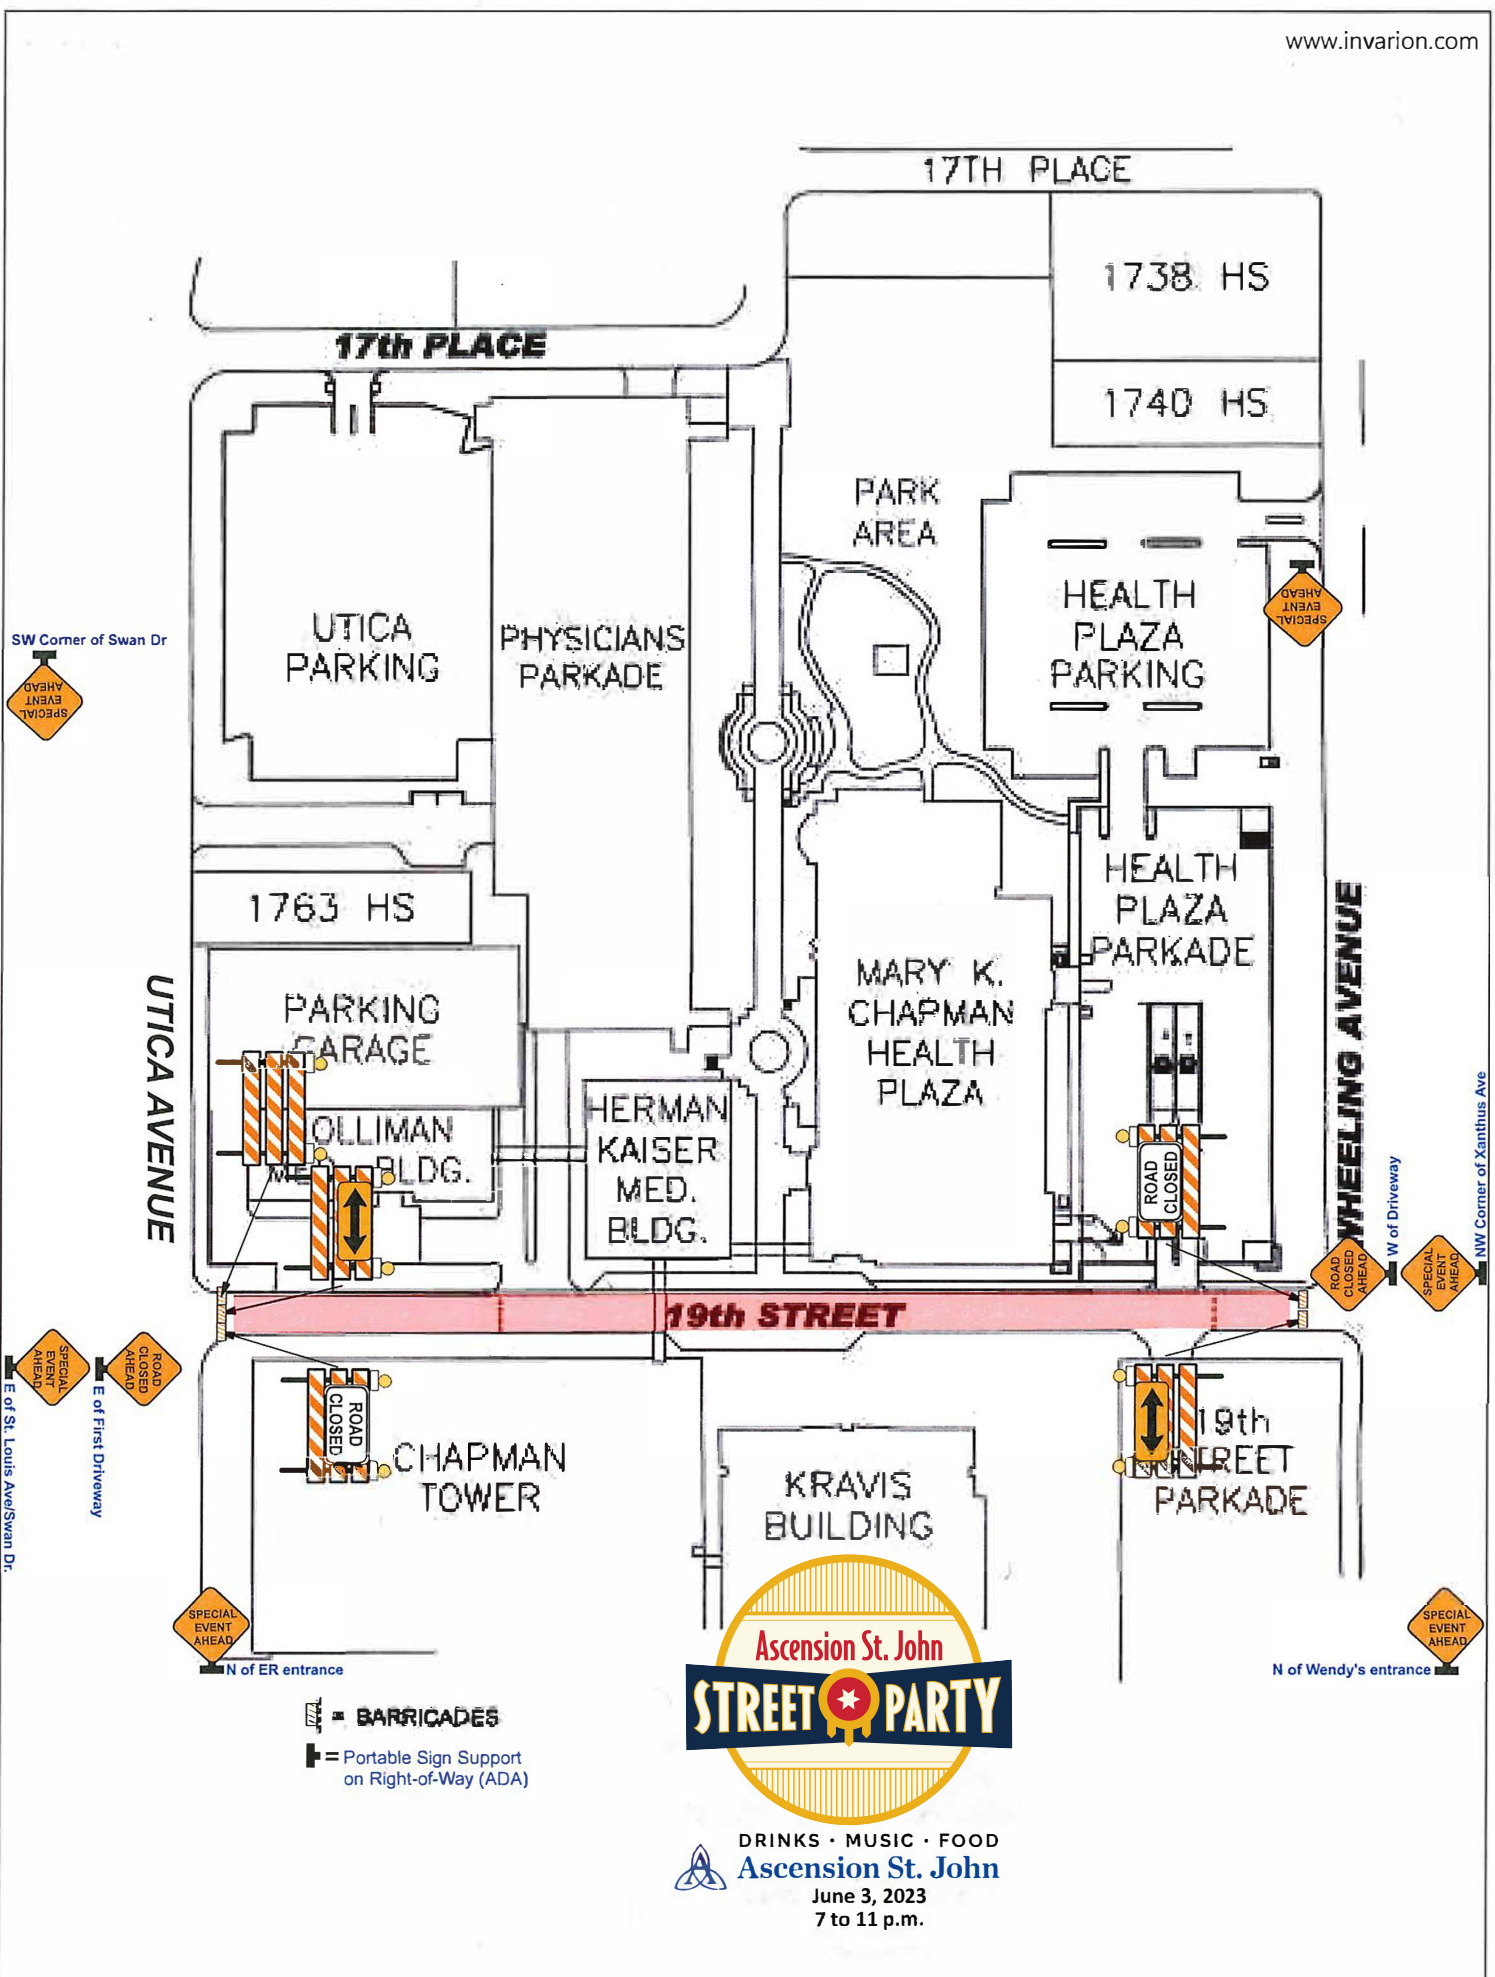 www.invarion.com
17TH PLACE
1738 HS
17th PLACE
1740 HS
PARK
AREA
HEALTH
PLAZA
PARKING
SPECIAL
EVENT
AHEAD
UTICA
PARKING
PHYSICIANS
PARKADE
SW Corner of Swan Dr
SPECIAL
EVENT
AHEAD
HEALTH
PLAZA
PARKADE
1763 HS
WHEELING AVENUE
MARY K.
CHAPMAN
HEALTH
PLAZA
UTICA AVENUE
PARKING
GARAGE
HERMAN
KAISER
MED.
BLDG.
OLLIMAN
BLDG.
ROAD
CLOSED
NW Corner of Xanthus Ave
W of Driveway
ROAD
CLOSED
AHEAD
SPECIAL
EVENT
AHEAD
19th STREET
SPECIAL
EVENT
AHEAD
ROAD
CLOSED
AHEAD
E of St. Louis Ave/Swan Dr.
E of First Driveway
ROAD
CLOSED
CHAPMAN
TOWER
KRAVIS
BUILDING
19th
REET
PARKADE
SPECIAL
EVENT
AHEAD
N of ER entrance
SPECIAL
EVENT
AHEAD
N of Wendy's entrance
= BARRICADES
= Portable Sign Support
on Right-of-Way (ADA)
Ascension St. John
STREET PARTY
DRINKS · MUSIC · FOOD
Ascension St. John
June 3, 2023
7 to 11 p.m.